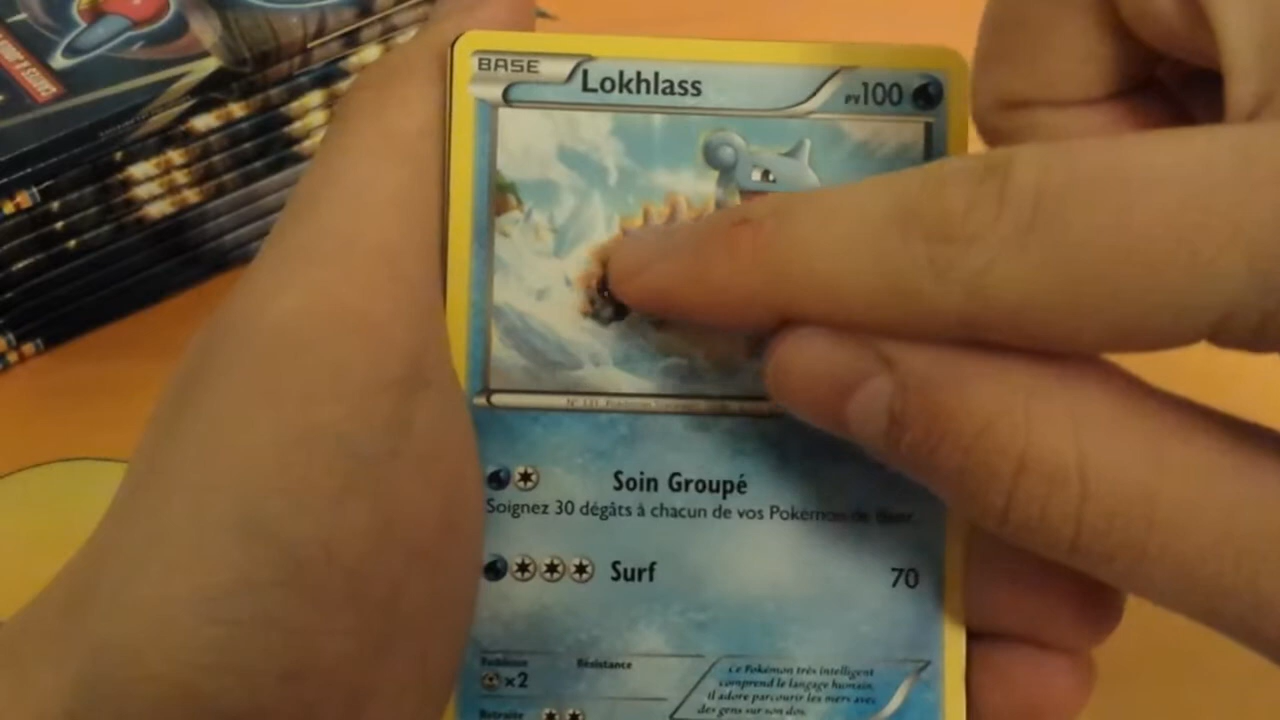 BASE Lokhlass PV100
Soin Groupé
Soignez 30 dégâts à chacun de vos Pokémon de Banc.
Surf 70
Faiblesse Résistance
x2
Ce Pokémon très intelligent
comprend le langage humain.
Il adore parcourir les mers avec
des gens sur son dos.
Retraite